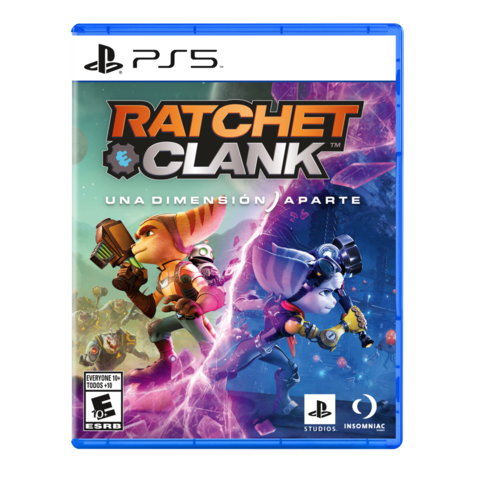 PS5
RATCHET
& CLANK ™
UNA DIMENSIÓN APARTE
EVERYONE 10+
TODOS +10
E
10+
ESRB
STUDIOS
INSOMNIAC